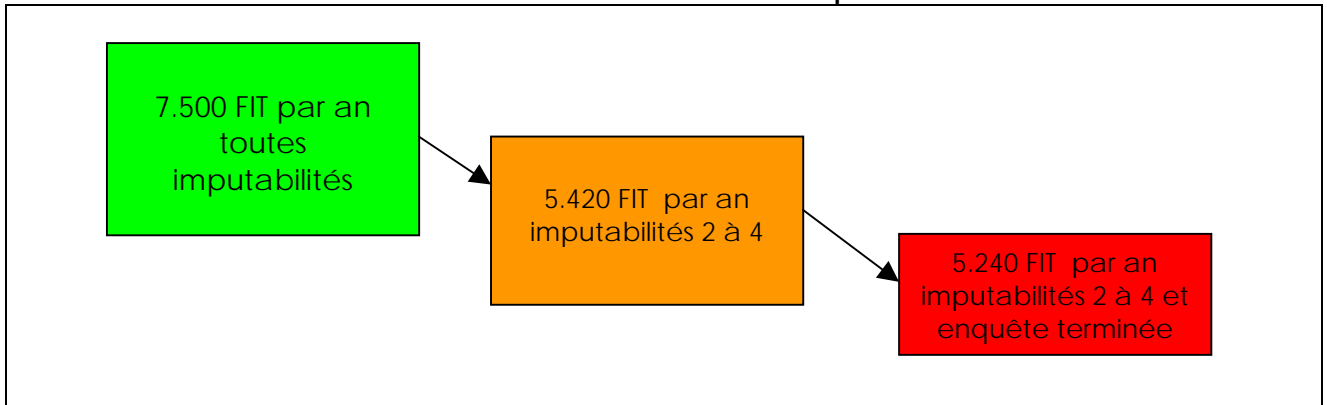 7.500 FIT par an
toutes
imputabilités
5.420 FIT par an
imputabilités 2 à 4
5.240 FIT par an
imputabilités 2 à 4 et
enquête terminée